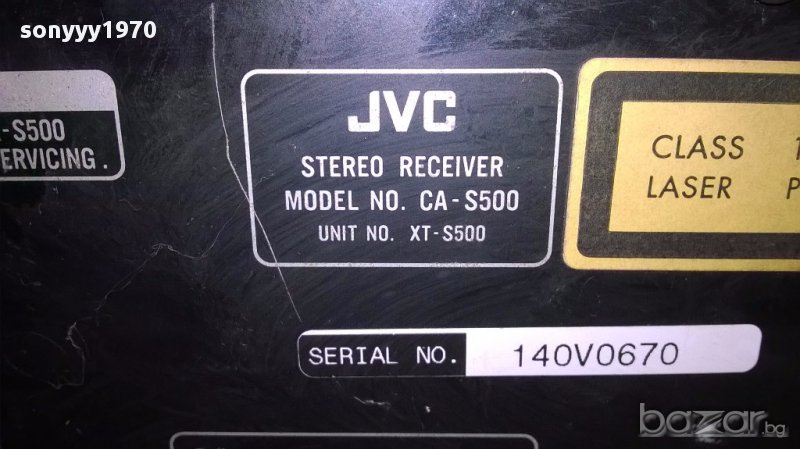 sonyyy1970
-S500
ERVICING.
JVC
STEREO RECEIVER
MODEL NO. CA-S500
UNIT NO. XT-S500
CLASS 1
LASER P
SERIAL NO. 140V0670
bazar.bg